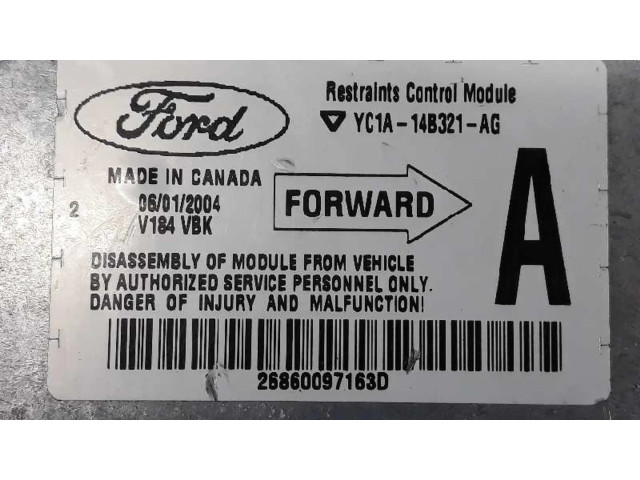 Ford
Restraints Control Module
YC1A-14B321-AG
MADE IN CANADA
06/01/2004
V184 VBK
2
FORWARD
A
DISASSEMBLY OF MODULE FROM VEHICLE
BY AUTHORIZED SERVICE PERSONNEL ONLY.
DANGER OF INJURY AND MALFUNCTION!
26860097163D